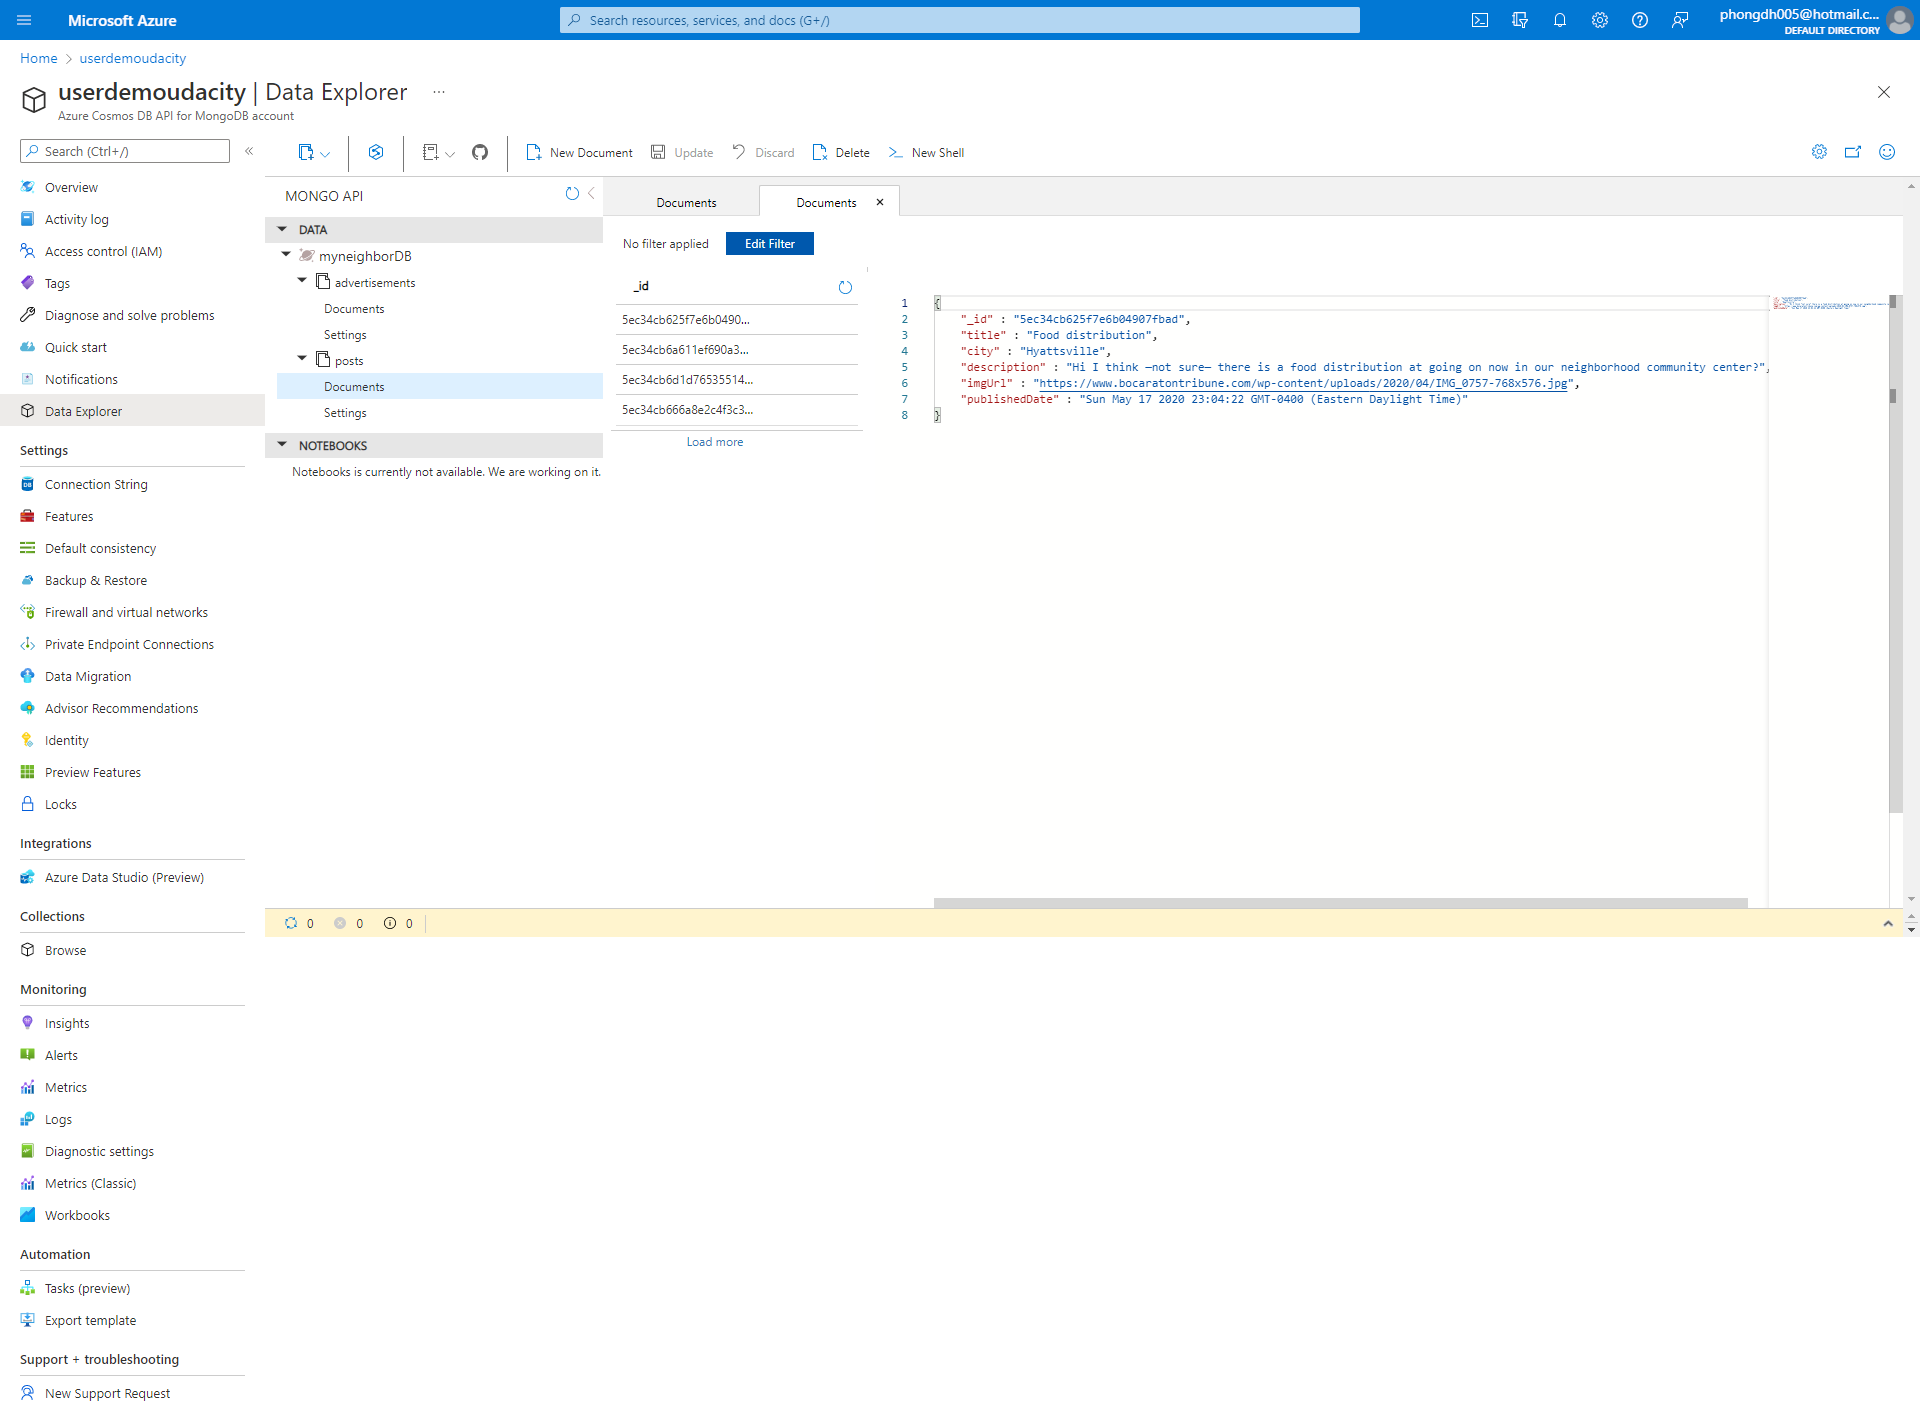 Microsoft Azure
Search resources, services, and docs (G+/)
phongdh005@hotmail.c...
DEFAULT DIRECTORY
Home > userdemoudacity
userdemoudacity | Data Explorer ...
Azure Cosmos DB API for MongoDB account
Search (Ctrl+/)
«
New Document
Update
Discard
Delete
New Shell
Overview
Activity log
Access control (IAM)
Tags
Diagnose and solve problems
Quick start
Notifications
Data Explorer
Settings
Connection String
Features
Default consistency
Backup & Restore
Firewall and virtual networks
Private Endpoint Connections
Data Migration
Advisor Recommendations
Identity
Preview Features
Locks
Integrations
Azure Data Studio (Preview)
Collections
Browse
Monitoring
Insights
Alerts
Metrics
Logs
Diagnostic settings
Metrics (Classic)
Workbooks
Automation
Tasks (preview)
Export template
Support + troubleshooting
New Support Request
MONGO API
DATA
myneighborDB
advertisements
Documents
Settings
posts
Documents
Settings
NOTEBOOKS
Notebooks is currently not available. We are working on it.
Documents
Documents
No filter applied
Edit Filter
_id
5ec34cb625f7e6b0490...
5ec34cb6a611ef690a3...
5ec34cb6d1d76535514...
5ec34cb666a8e2c4f3c3...
Load more
1 {
2 "_id" : "5ec34cb625f7e6b04907fbad",
3 "title" : "Food distribution",
4 "city" : "Hyattsville",
5 "description" : "Hi I think —not sure— there is a food distribution at going on now in our neighborhood community center?",
6 "imgUrl" : "https://www.bocaratontribune.com/wp-content/uploads/2020/04/IMG_0757-768x576.jpg",
7 "publishedDate" : "Sun May 17 2020 23:04:22 GMT-0400 (Eastern Daylight Time)"
8 }
0 0 0